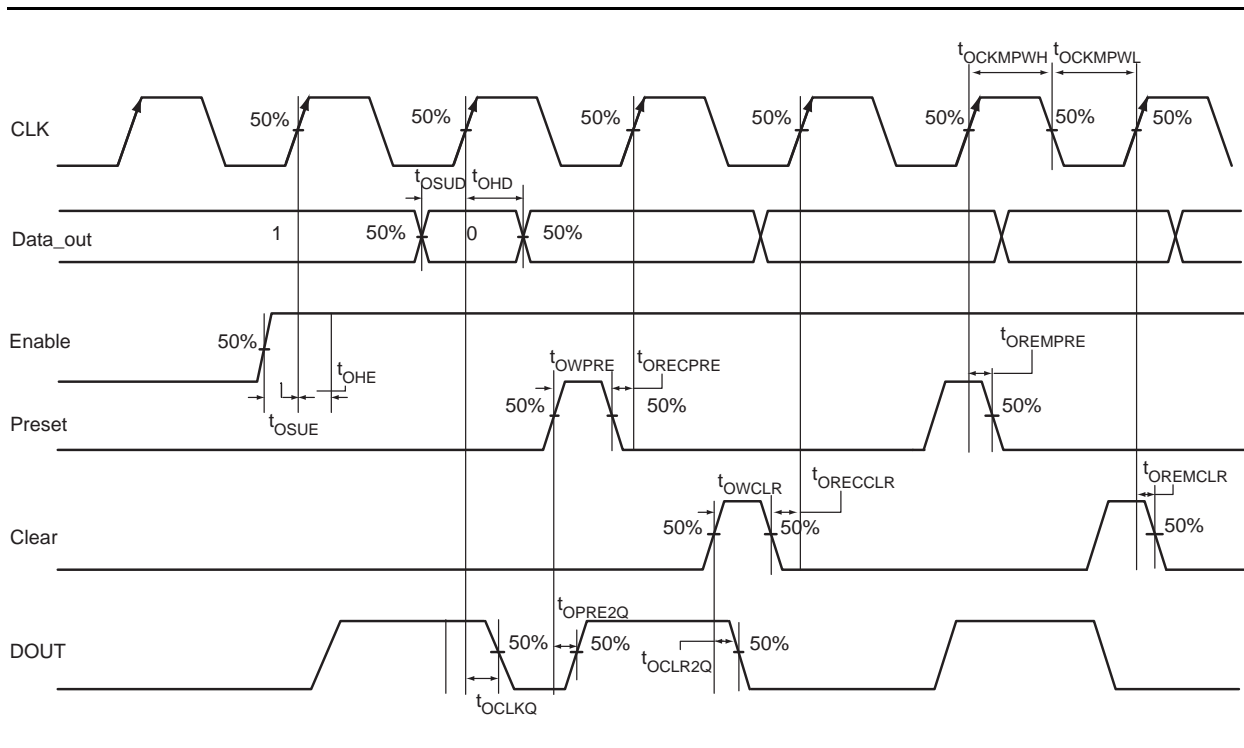 tOCKMPWH tOCKMPWL
CLK 50% 50% 50% 50% 50% 50% 50%
tOSUD tOHD
Data_out 1 50% 0 50%
Enable 50%
tOHE tOWPRE tORECPRE tOREMPRE
tOSUE
Preset 50% 50% 50%
tOWCLR tORECCLR tOREMCLR
Clear 50% 50% 50%
tOPRE2Q
DOUT 50% 50% 50%
tOCLR2Q
tOCLKQ